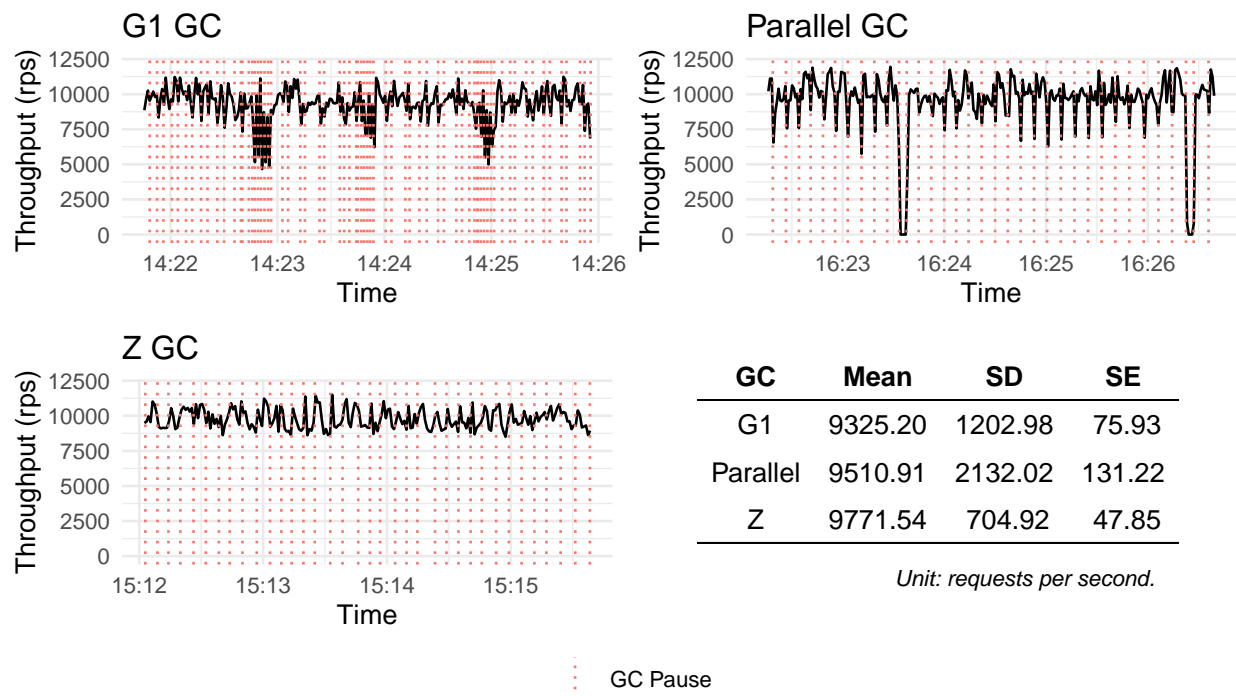 G1 GC
Throughput (rps)
12500
10000
7500
5000
2500
0
14:22 14:23 14:24 14:25 14:26
Time
Parallel GC
Throughput (rps)
12500
10000
7500
5000
2500
0
16:23 16:24 16:25 16:26
Time
Z GC
Throughput (rps)
12500
10000
7500
5000
2500
0
15:12 15:13 15:14 15:15
Time
GC Mean SD SE
G1 9325.20 1202.98 75.93
Parallel 9510.91 2132.02 131.22
Z 9771.54 704.92 47.85
Unit: requests per second.
GC Pause